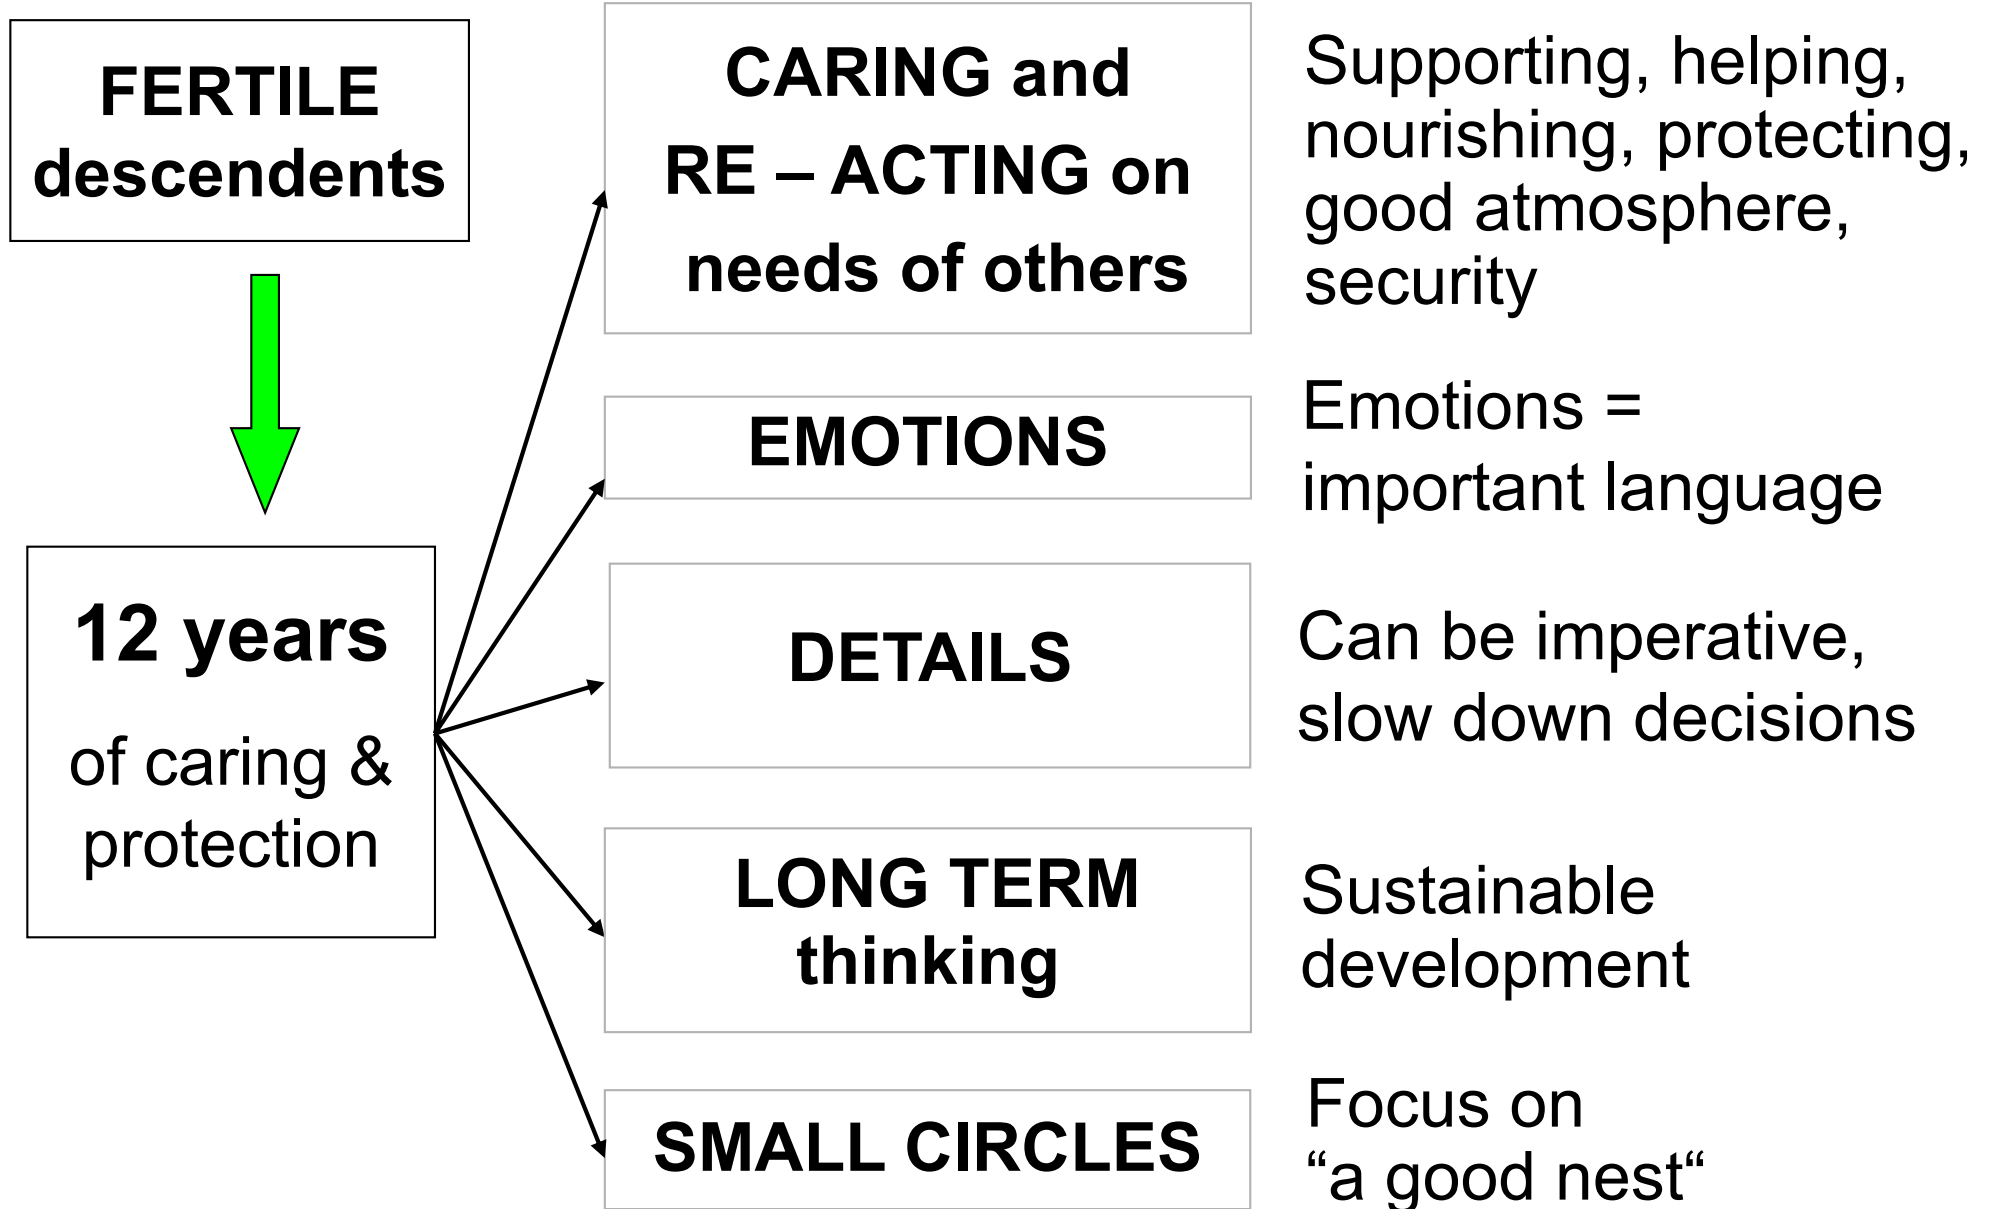 FERTILE
descendents
12 years
of caring &
protection
CARING and
RE – ACTING on
needs of others
Supporting, helping,
nourishing, protecting,
good atmosphere,
security
EMOTIONS
Emotions =
important language
DETAILS
Can be imperative,
slow down decisions
LONG TERM
thinking
Sustainable
development
SMALL CIRCLES
Focus on
“a good nest“